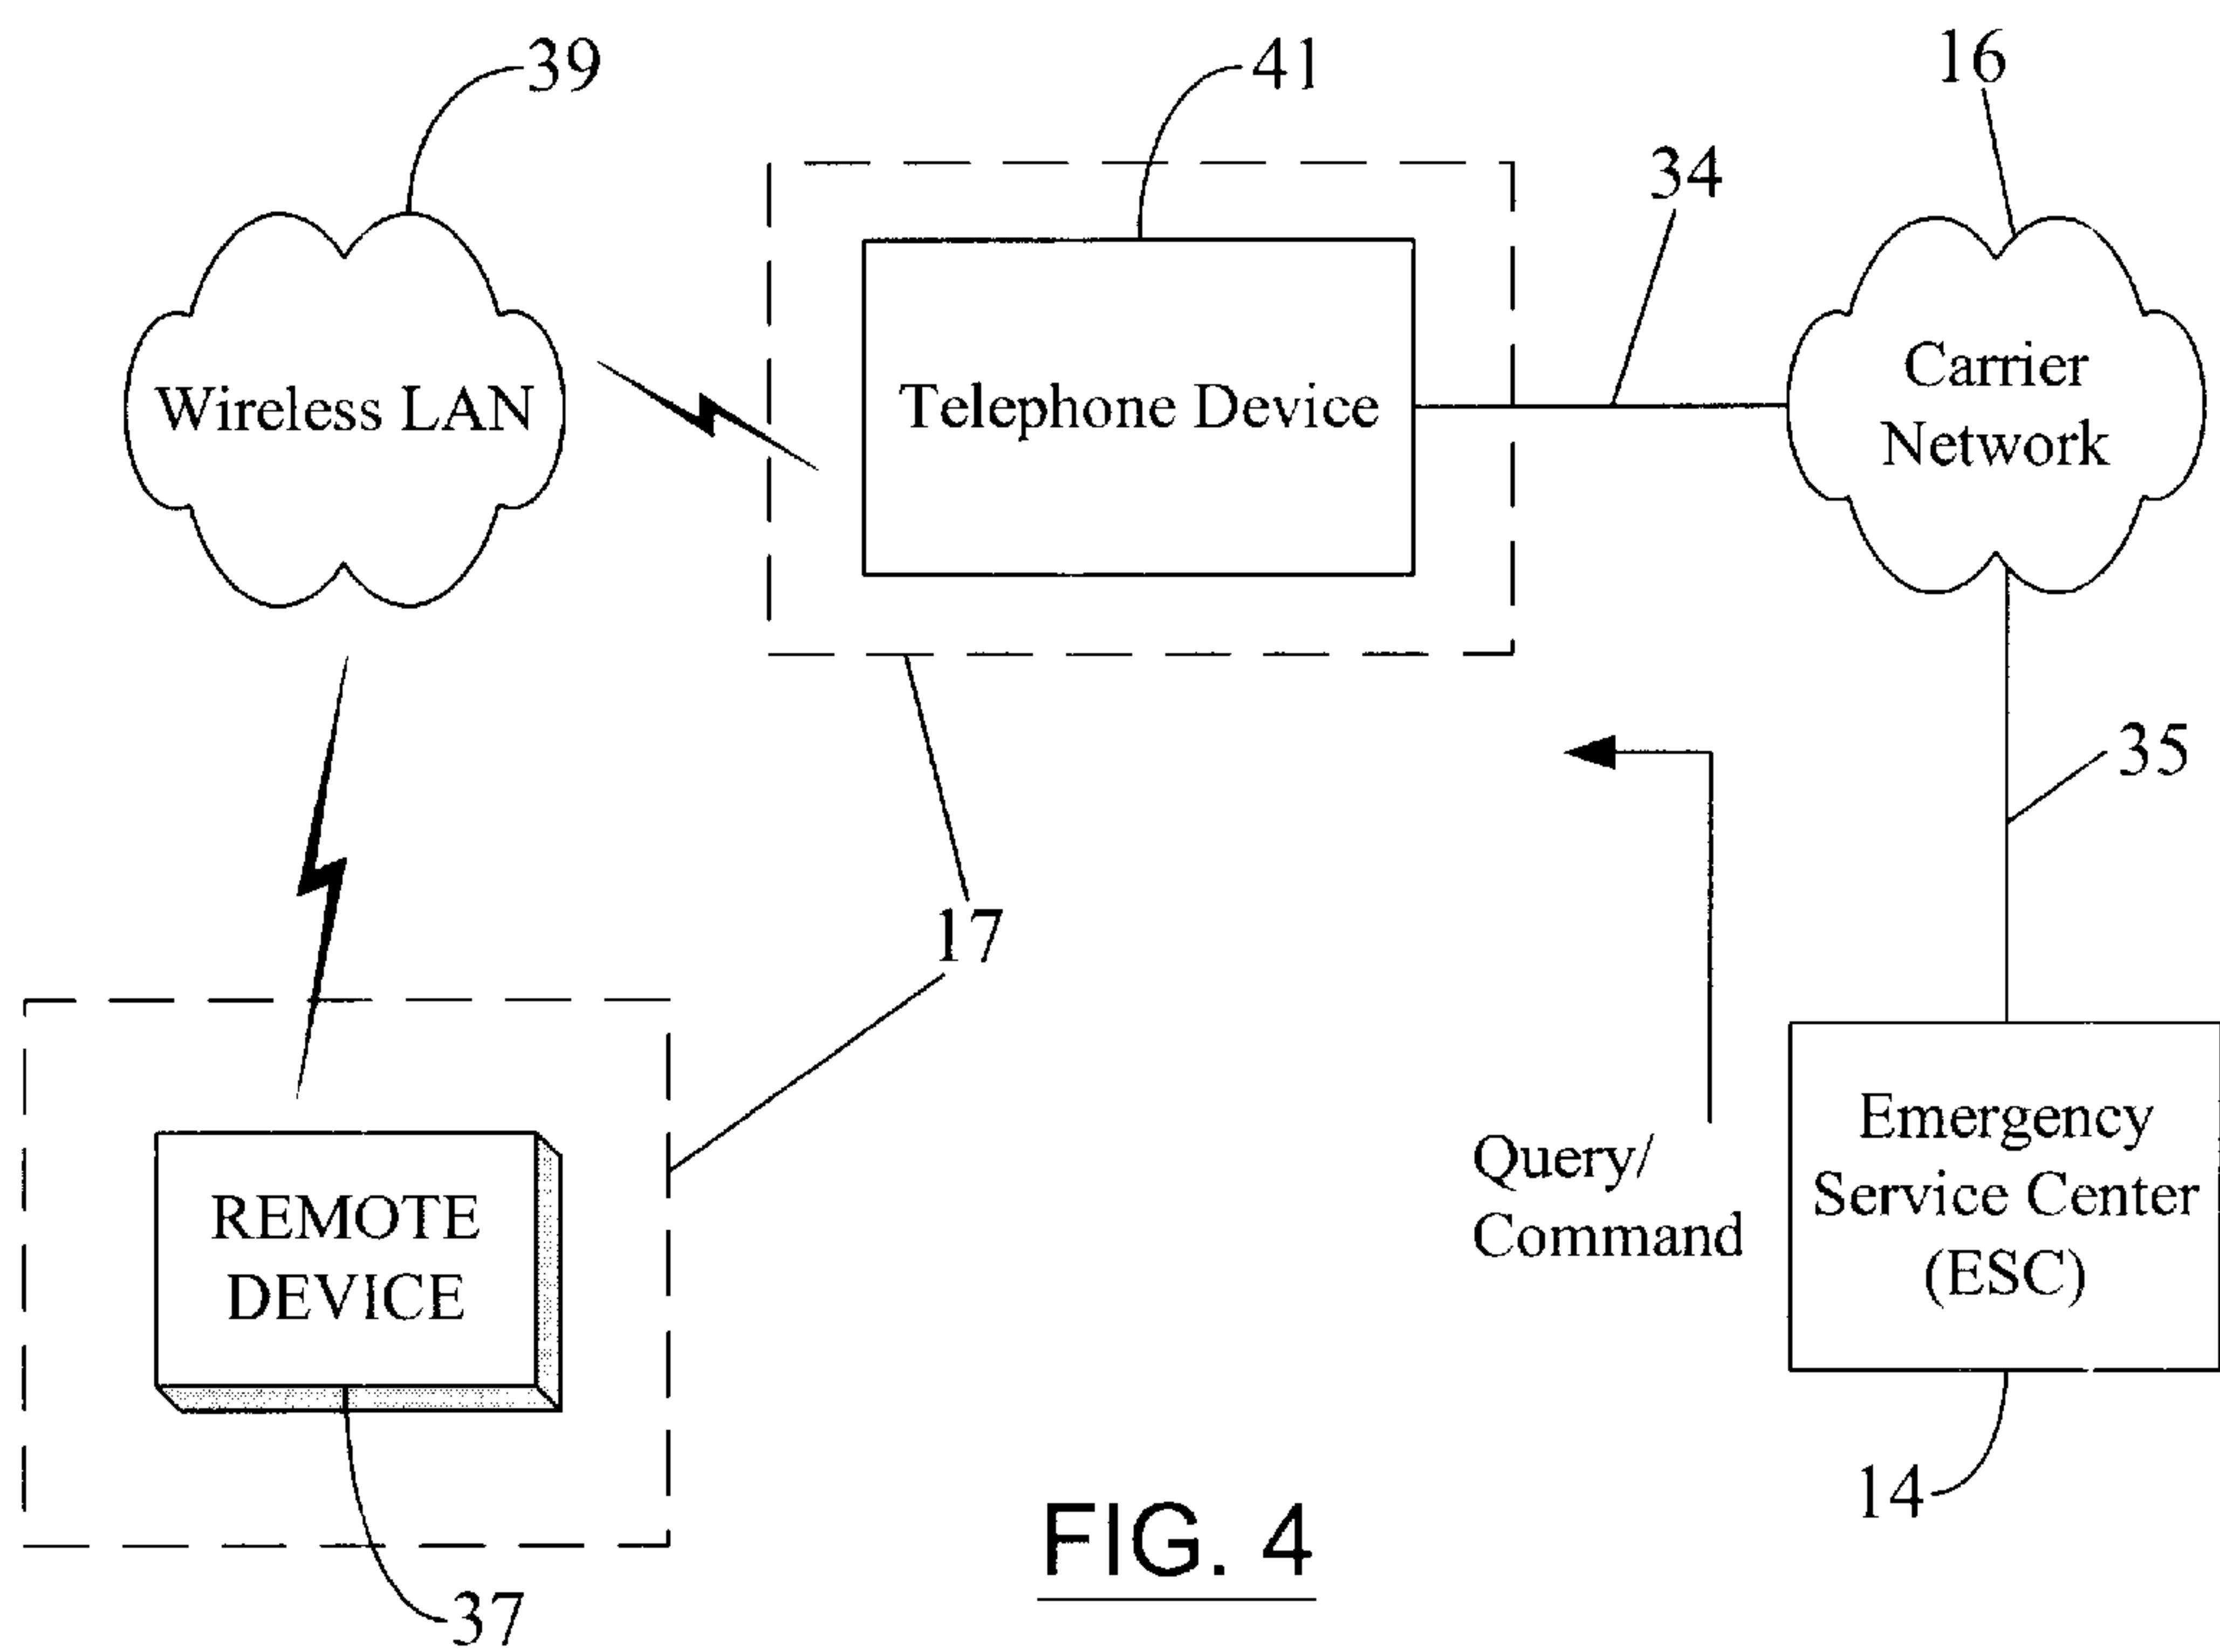 39
41
16
34
Wireless LAN
Telephone Device
Carrier
Network
35
17
Query/
Command
Emergency
Service Center
(ESC)
REMOTE
DEVICE
14
37
FIG. 4